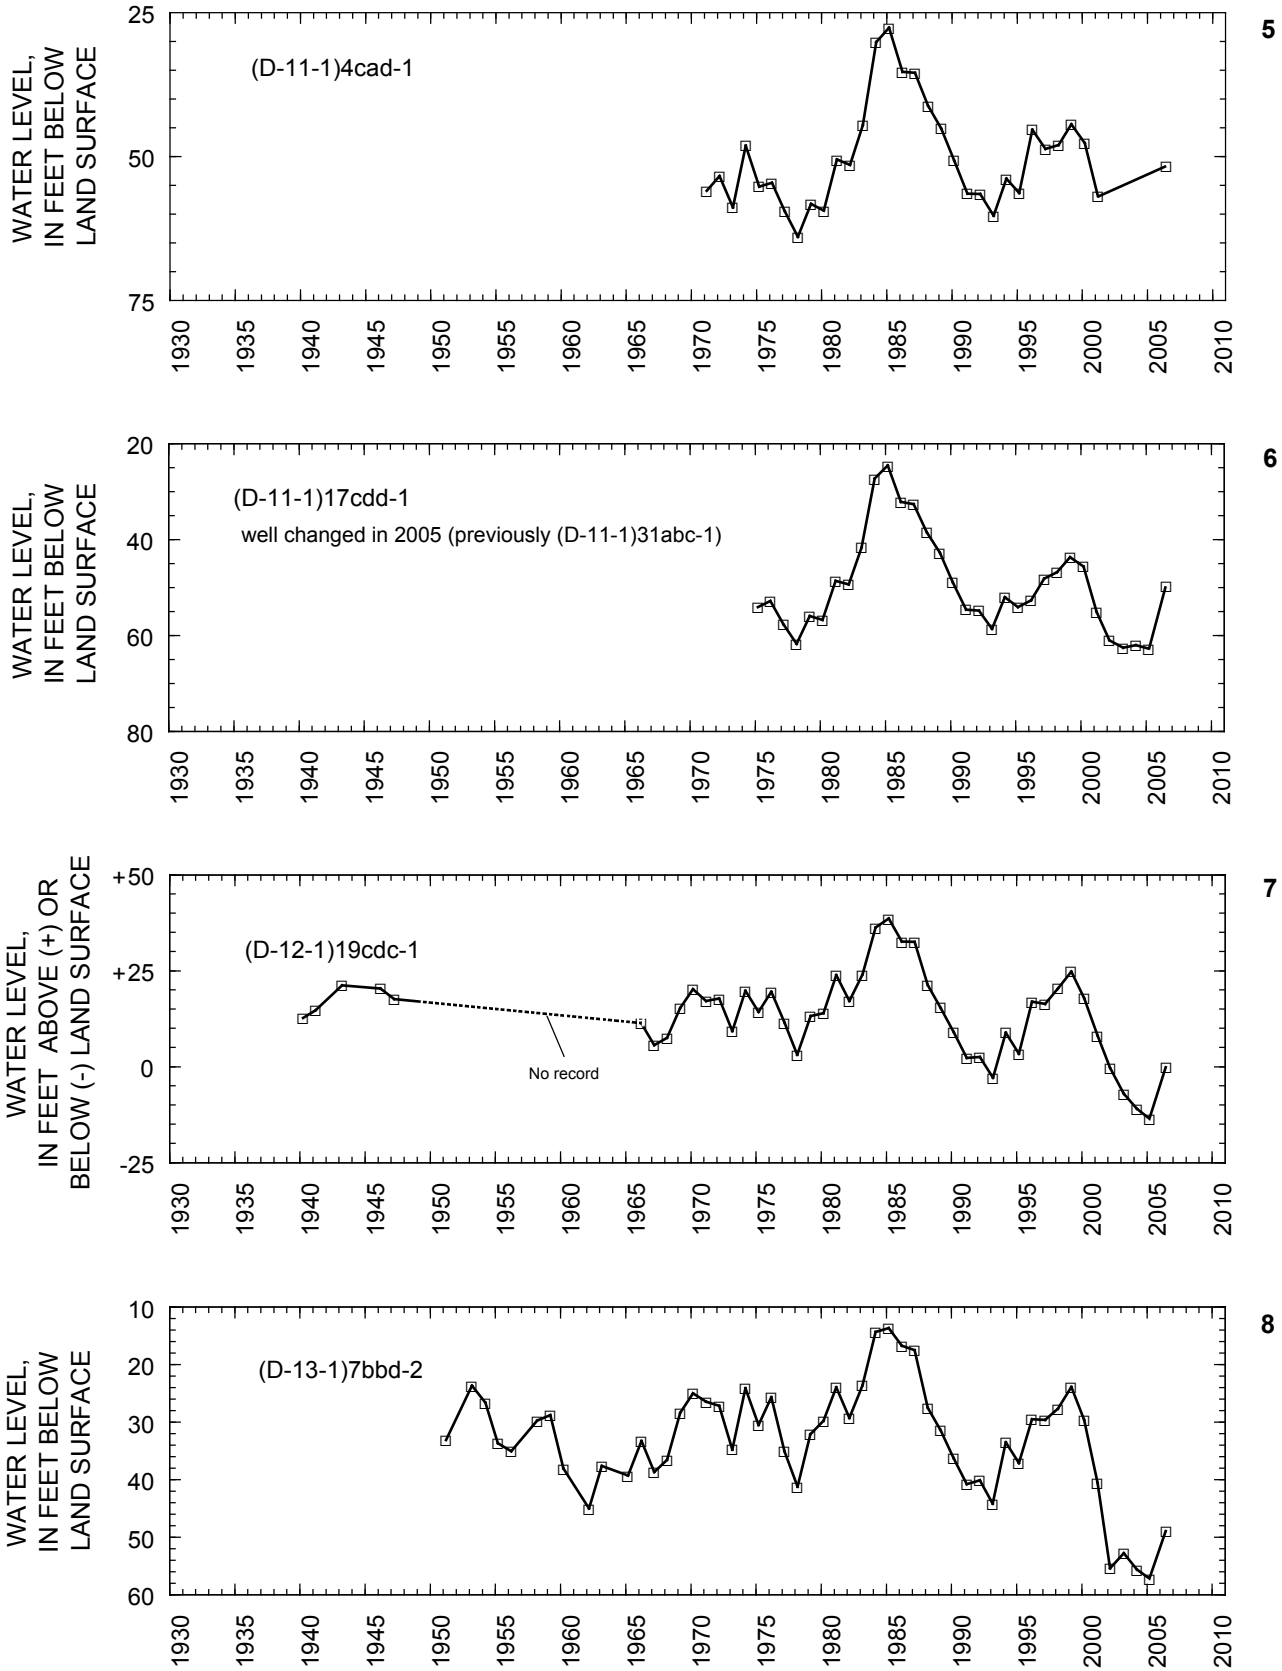 5
WATER LEVEL,
IN FEET BELOW
LAND SURFACE
(D-11-1)4cad-1
25
50
75
1930 1935 1940 1945 1950 1955 1960 1965 1970 1975 1980 1985 1990 1995 2000 2005 2010
6
WATER LEVEL,
IN FEET BELOW
LAND SURFACE
(D-11-1)17cdd-1
well changed in 2005 (previously (D-11-1)31abc-1)
20
40
60
80
1930 1935 1940 1945 1950 1955 1960 1965 1970 1975 1980 1985 1990 1995 2000 2005 2010
7
WATER LEVEL,
IN FEET ABOVE (+) OR
BELOW (-) LAND SURFACE
(D-12-1)19cdc-1
No record
+50
+25
0
-25
1930 1935 1940 1945 1950 1955 1960 1965 1970 1975 1980 1985 1990 1995 2000 2005 2010
8
WATER LEVEL,
IN FEET BELOW
LAND SURFACE
(D-13-1)7bbd-2
10
20
30
40
50
60
1930 1935 1940 1945 1950 1955 1960 1965 1970 1975 1980 1985 1990 1995 2000 2005 2010